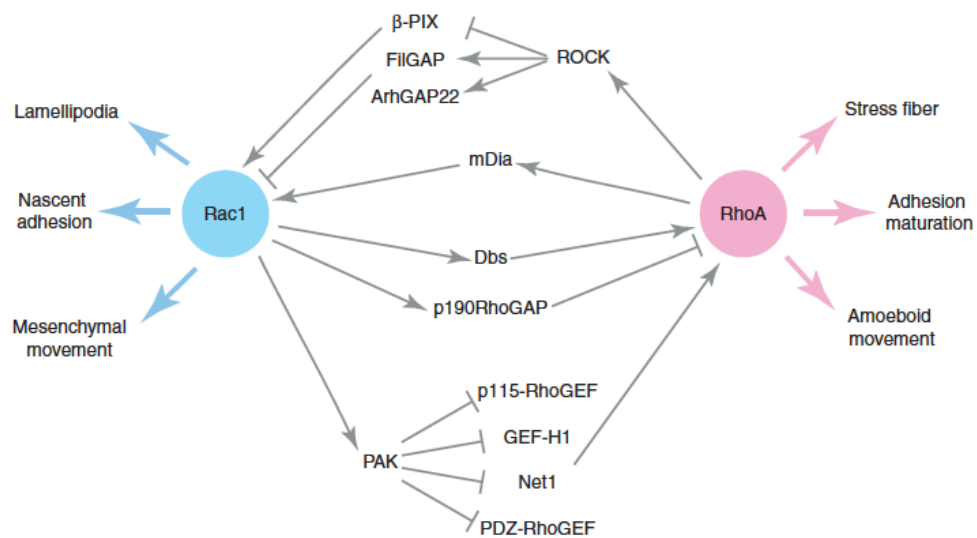 β-PIX
FilGAP
ROCK
ArhGAP22
Lamellipodia
Stress fiber
mDia
Nascent
adhesion
Rac1
RhoA
Adhesion
maturation
Dbs
p190RhoGAP
Mesenchymal
movement
Amoeboid
movement
p115-RhoGEF
GEF-H1
PAK
Net1
PDZ-RhoGEF